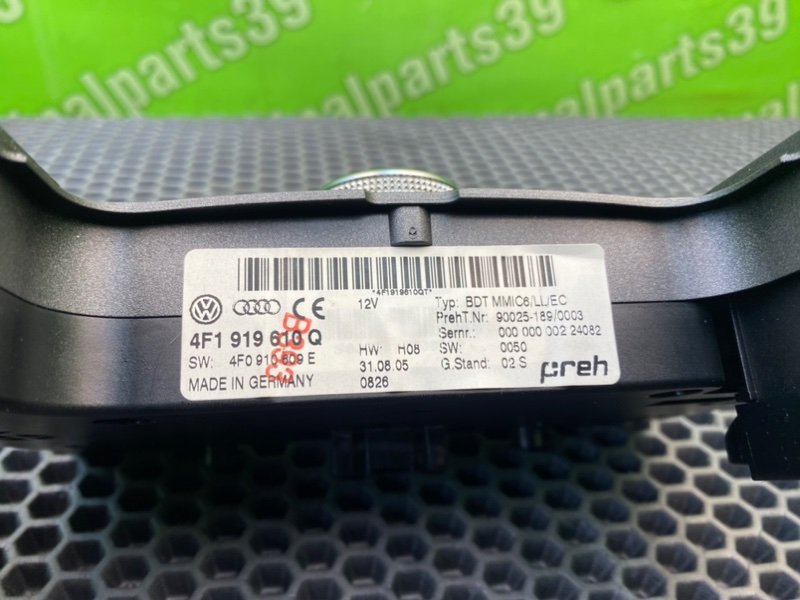 alparts39
nalparts39
*4F1919610QT*
CE 12V Typ: BDT MMIC6/LL/EC
PrehT.Nr: 90025-189/0003
4F1 919 610 Q Sernr.: 000 000 002 24082
SW: 4F0 910 609 E HW: H08 SW: 0050
MADE IN GERMANY 31.08.05 G.Stand: 02 S
0826 preh